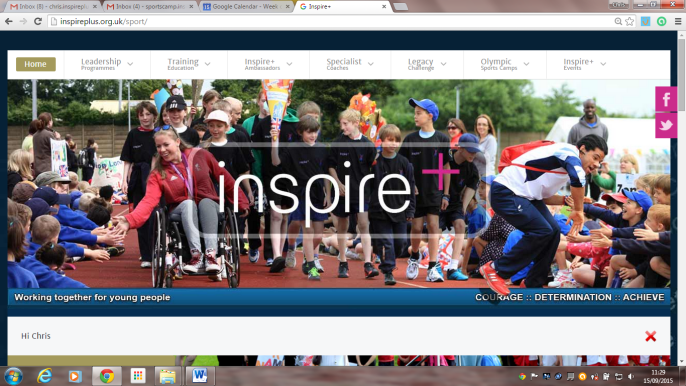 Inbox (8) - chris.inspireplus
Inbox (4) - sportscamp.insp
Google Calendar - Week
Inspire+
inspireplus.org.uk/sport/
Home
Leadership
Programmes
Training
Education
Inspire+
Ambassadors
Specialist
Coaches
Legacy
Challenge
Olympic
Sports Camps
Inspire+
Events
inspire+
Working together for young people
COURAGE :: DETERMINATION :: ACHIEVE
Hi Chris
11:29
15/09/2015